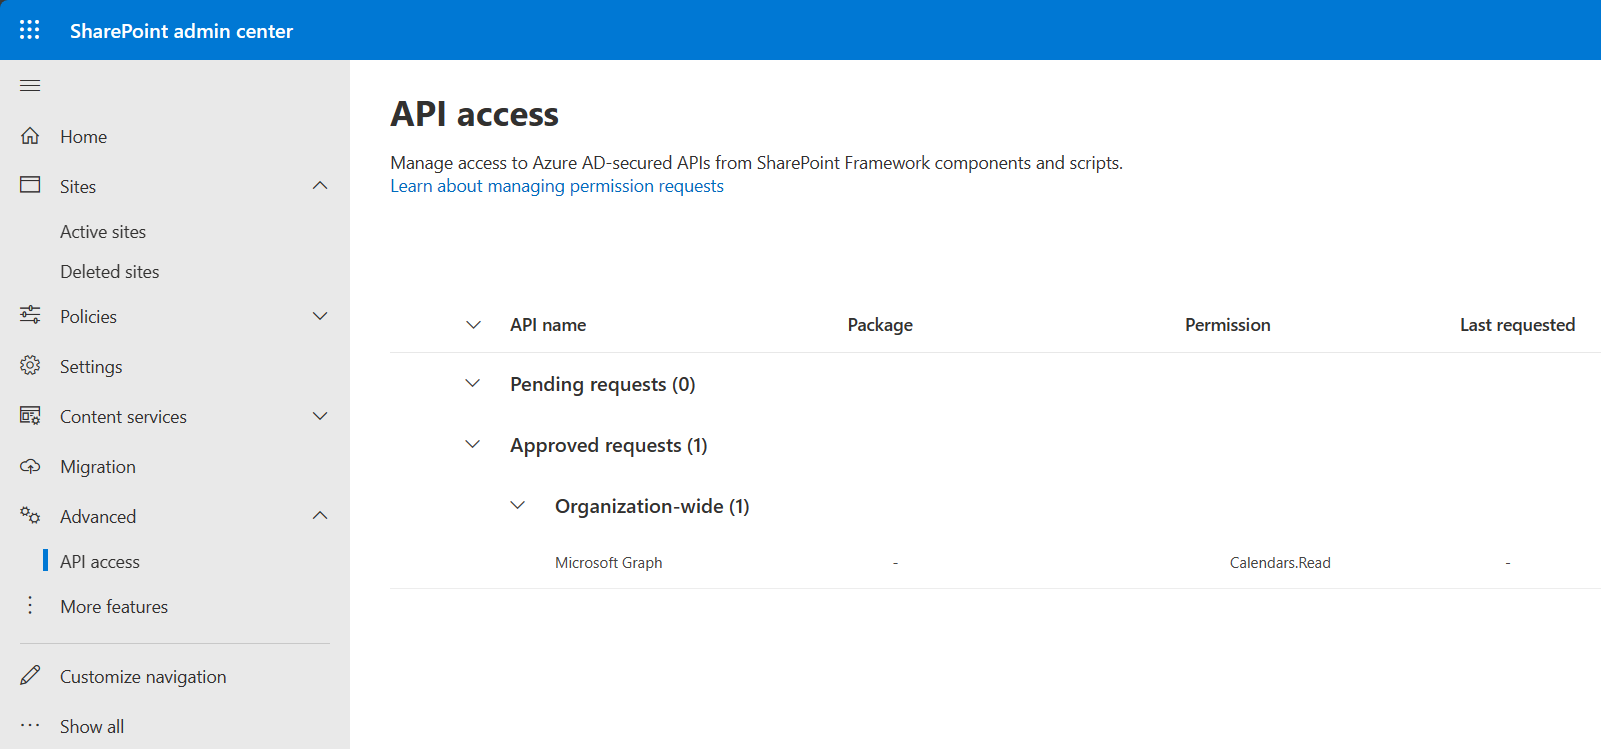 SharePoint admin center
Home
Sites
Active sites
Deleted sites
Policies
Settings
Content services
Migration
Advanced
API access
More features
Customize navigation
Show all
API access
Manage access to Azure AD-secured APIs from SharePoint Framework components and scripts.
Learn about managing permission requests
API name Package Permission Last requested
Pending requests (0)
Approved requests (1)
Organization-wide (1)
Microsoft Graph - Calendars.Read -